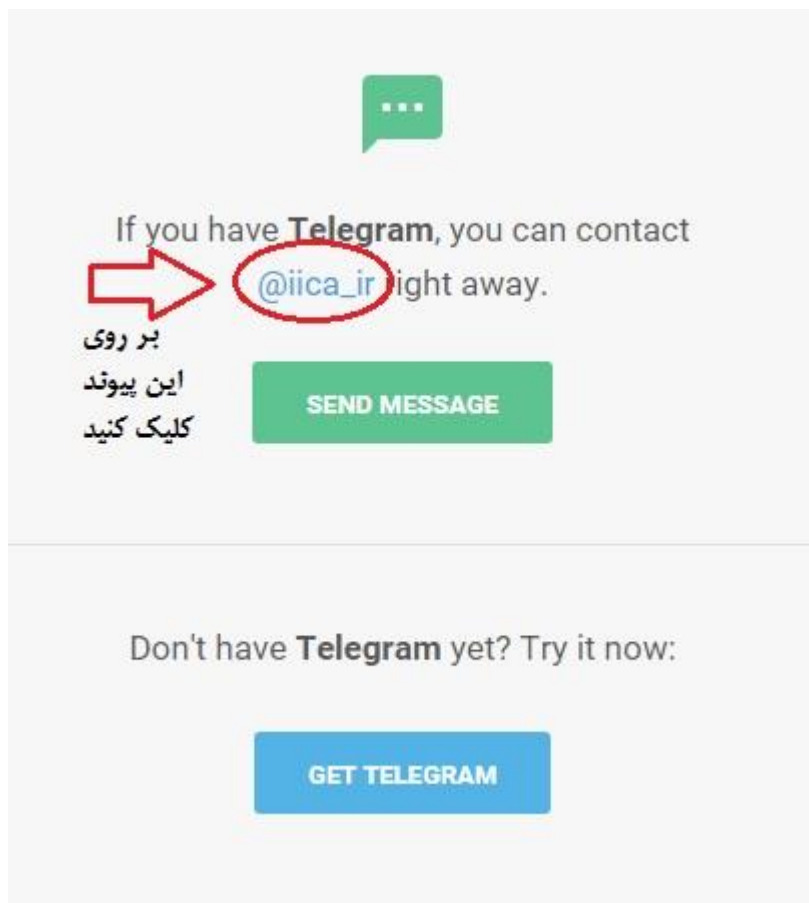 If you have Telegram, you can contact
@iica_ir right away.
بر روی
این پیوند
کلیک کنید
SEND MESSAGE
Don't have Telegram yet? Try it now:
GET TELEGRAM